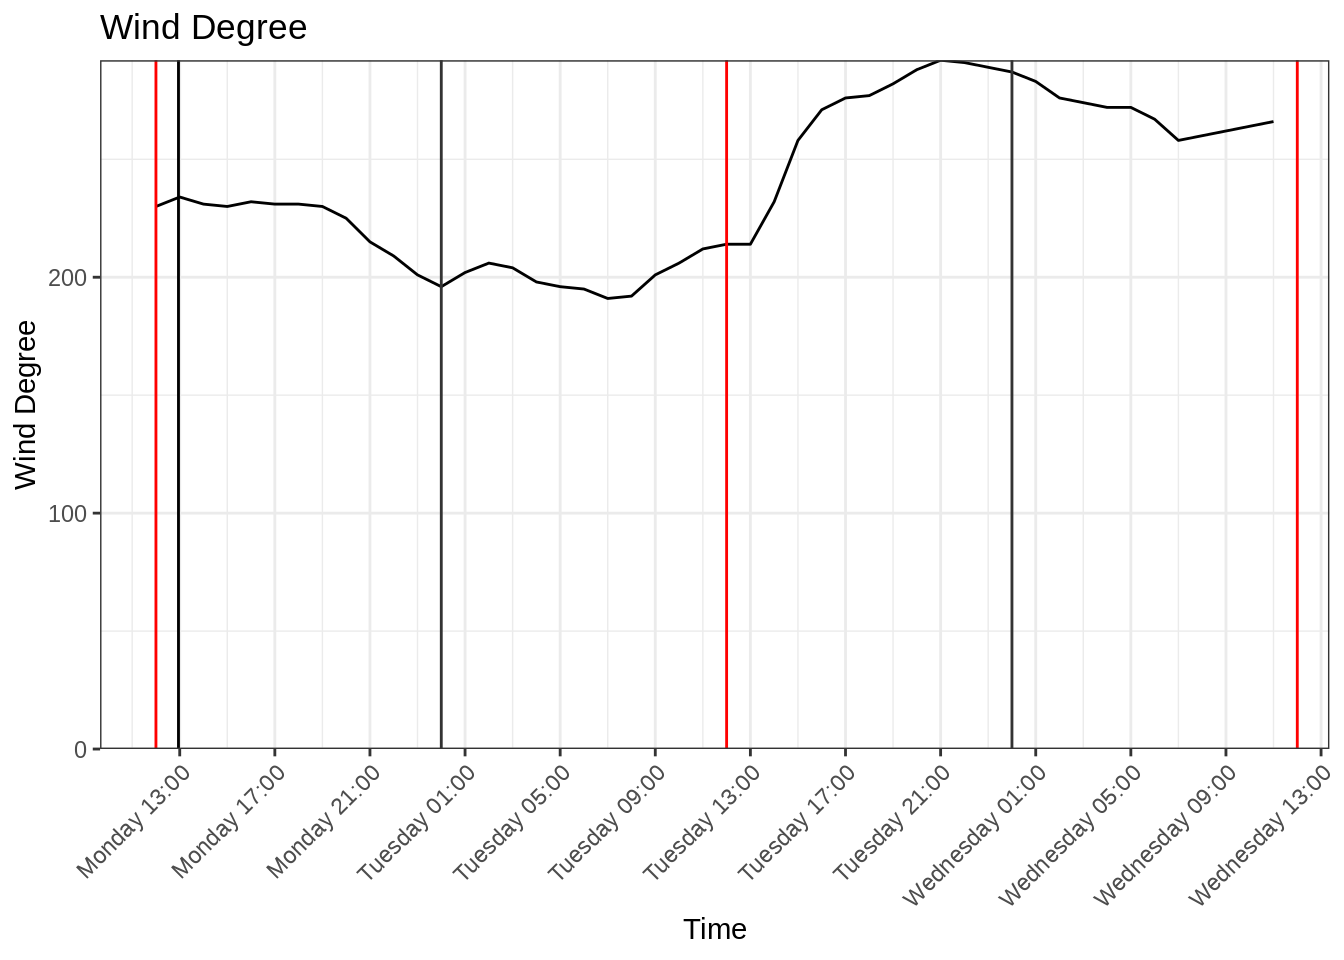 Wind Degree
Wind Degree
200
100
0
Monday 13:00
Monday 17:00
Monday 21:00
Tuesday 01:00
Tuesday 05:00
Tuesday 09:00
Tuesday 13:00
Tuesday 17:00
Tuesday 21:00
Wednesday 01:00
Wednesday 05:00
Wednesday 09:00
Wednesday 13:00
Time